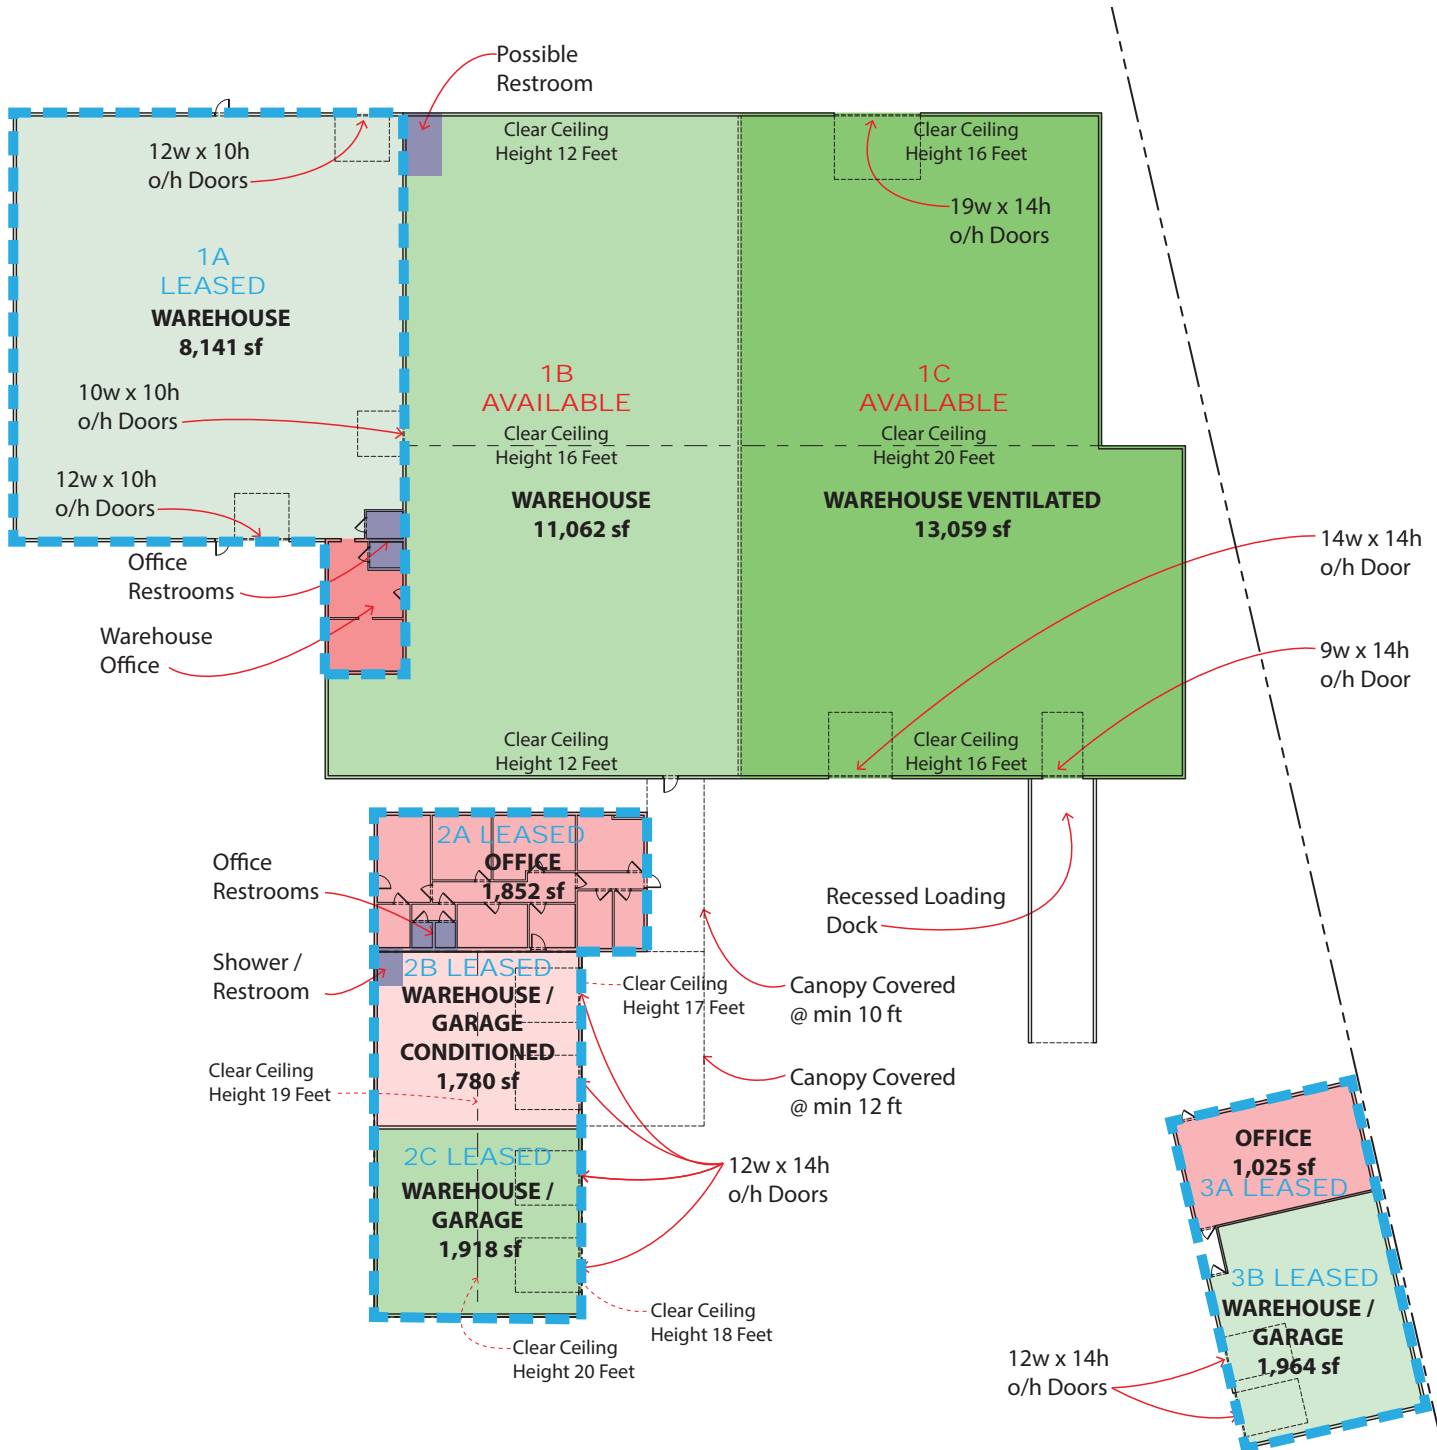 Possible
Restroom
12w x 10h
o/h Doors
Clear Ceiling
Height 12 Feet
Clear Ceiling
Height 16 Feet
19w x 14h
o/h Doors
1A
LEASED
WAREHOUSE
8,141 sf
10w x 10h
o/h Doors
1B
AVAILABLE
Clear Ceiling
Height 16 Feet
WAREHOUSE
11,062 sf
1C
AVAILABLE
Clear Ceiling
Height 20 Feet
WAREHOUSE VENTILATED
13,059 sf
12w x 10h
o/h Doors
Office
Restrooms
Warehouse
Office
14w x 14h
o/h Door
9w x 14h
o/h Door
Clear Ceiling
Height 12 Feet
Clear Ceiling
Height 16 Feet
2A LEASED
OFFICE
1,852 sf
Office
Restrooms
Recessed Loading
Dock
Shower /
Restroom
2B LEASED
WAREHOUSE /
GARAGE
CONDITIONED
1,780 sf
Clear Ceiling
Height 17 Feet
Canopy Covered
@ min 10 ft
Clear Ceiling
Height 19 Feet
Canopy Covered
@ min 12 ft
2C LEASED
WAREHOUSE /
GARAGE
1,918 sf
12w x 14h
o/h Doors
OFFICE
1,025 sf
3A LEASED
3B LEASED
WAREHOUSE /
GARAGE
1,964 sf
Clear Ceiling
Height 18 Feet
Clear Ceiling
Height 20 Feet
12w x 14h
o/h Doors